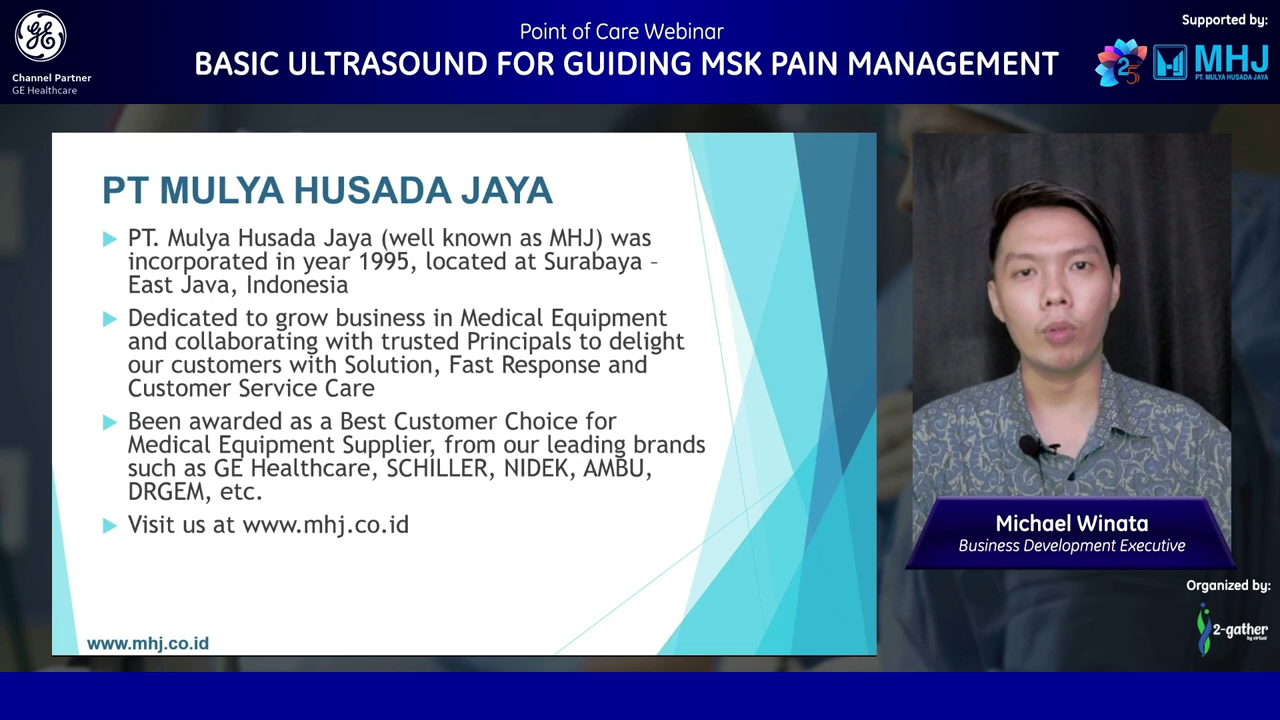 GE
Channel Partner
GE Healthcare
Point of Care Webinar
BASIC ULTRASOUND FOR GUIDING MSK PAIN MANAGEMENT
Supported by:
25
MHJ
PT. MULYA HUSADA JAYA
PT MULYA HUSADA JAYA
PT. Mulya Husada Jaya (well known as MHJ) was
incorporated in year 1995, located at Surabaya –
East Java, Indonesia
Dedicated to grow business in Medical Equipment
and collaborating with trusted Principals to delight
our customers with Solution, Fast Response and
Customer Service Care
Been awarded as a Best Customer Choice for
Medical Equipment Supplier, from our leading brands
such as GE Healthcare, SCHILLER, NIDEK, AMBU,
DRGEM, etc.
Visit us at www.mhj.co.id
www.mhj.co.id
Michael Winata
Business Development Executive
Organized by:
2-gather
by virtual